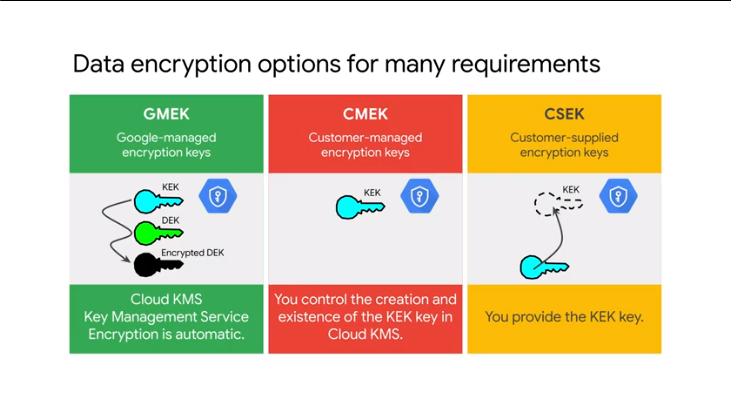 Data encryption options for many requirements
GMEK
Google-managed
encryption keys
KEK
DEK
Encrypted DEK
Cloud KMS
Key Management Service
Encryption is automatic.
CMEK
Customer-managed
encryption keys
KEK
You control the creation and
existence of the KEK key in
Cloud KMS.
CSEK
Customer-supplied
encryption keys
KEK
You provide the KEK key.